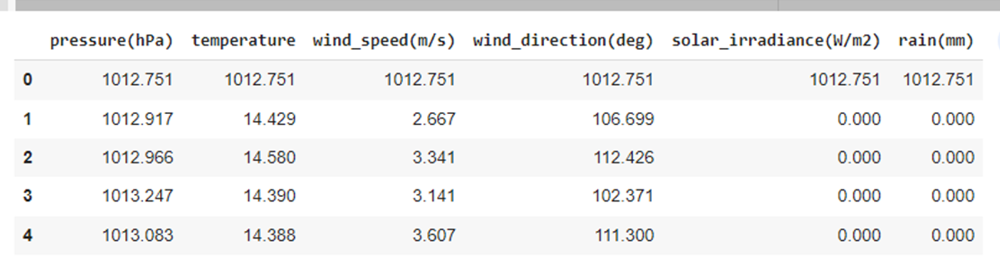 pressure(hPa) temperature wind_speed(m/s) wind_direction(deg) solar_irradiance(W/m2) rain(mm)
0 1012.751 1012.751 1012.751 1012.751 1012.751 1012.751
1 1012.917 14.429 2.667 106.699 0.000 0.000
2 1012.966 14.580 3.341 112.426 0.000 0.000
3 1013.247 14.390 3.141 102.371 0.000 0.000
4 1013.083 14.388 3.607 111.300 0.000 0.000